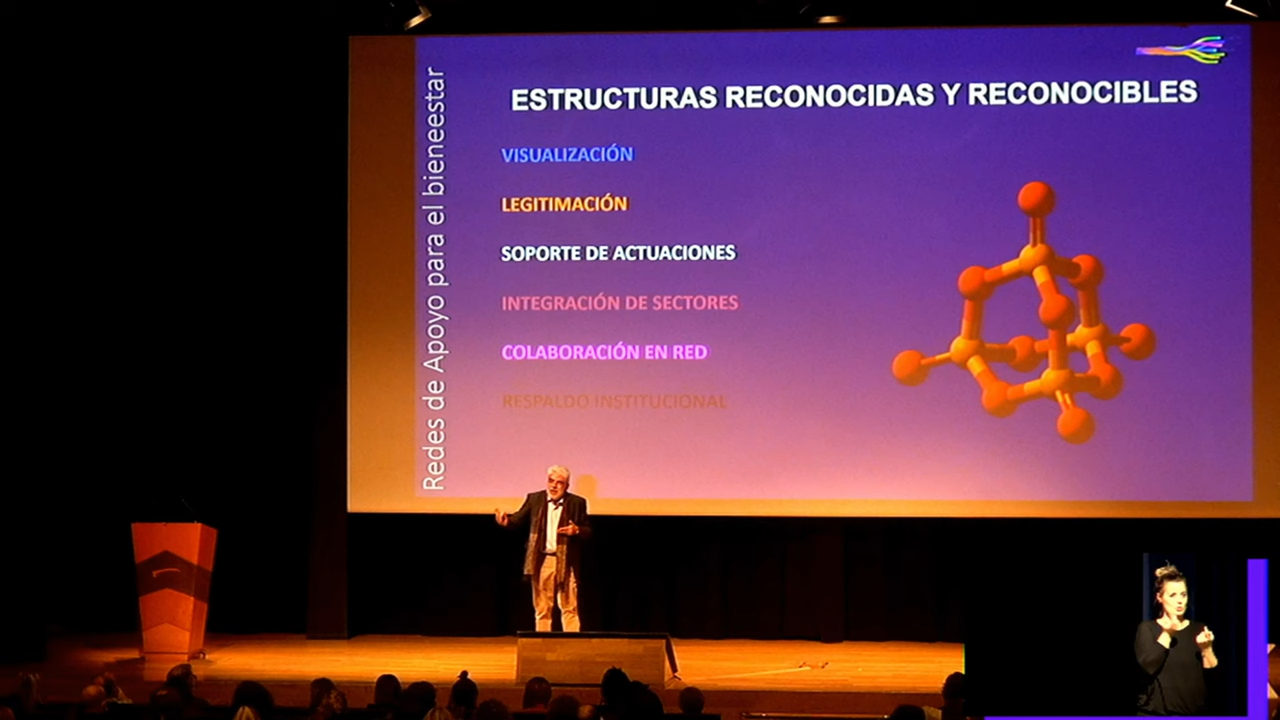 Redes de Apoyo para el bieneestar
ESTRUCTURAS RECONOCIDAS Y RECONOCIBLES
VISUALIZACIÓN
LEGITIMACIÓN
SOPORTE DE ACTUACIONES
INTEGRACIÓN DE SECTORES
COLABORACIÓN EN RED
RESPALDO INSTITUCIONAL